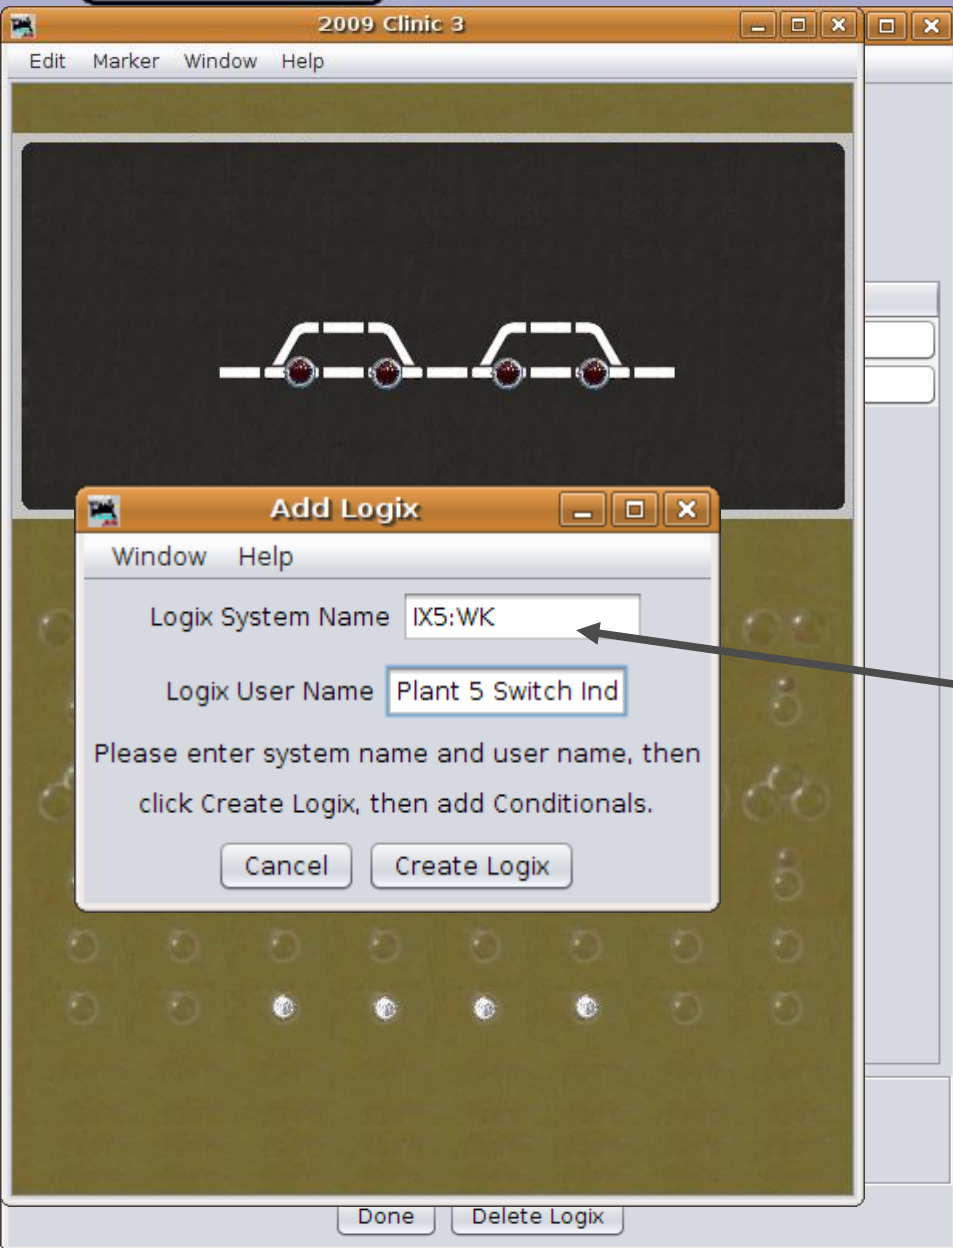 2009 Clinic 3
Edit Marker Window Help
Add Logix
Window Help
Logix System Name IX5:WK
Logix User Name Plant 5 Switch Ind
Please enter system name and user name, then
click Create Logix, then add Conditionals.
Cancel Create Logix
Done Delete Logix